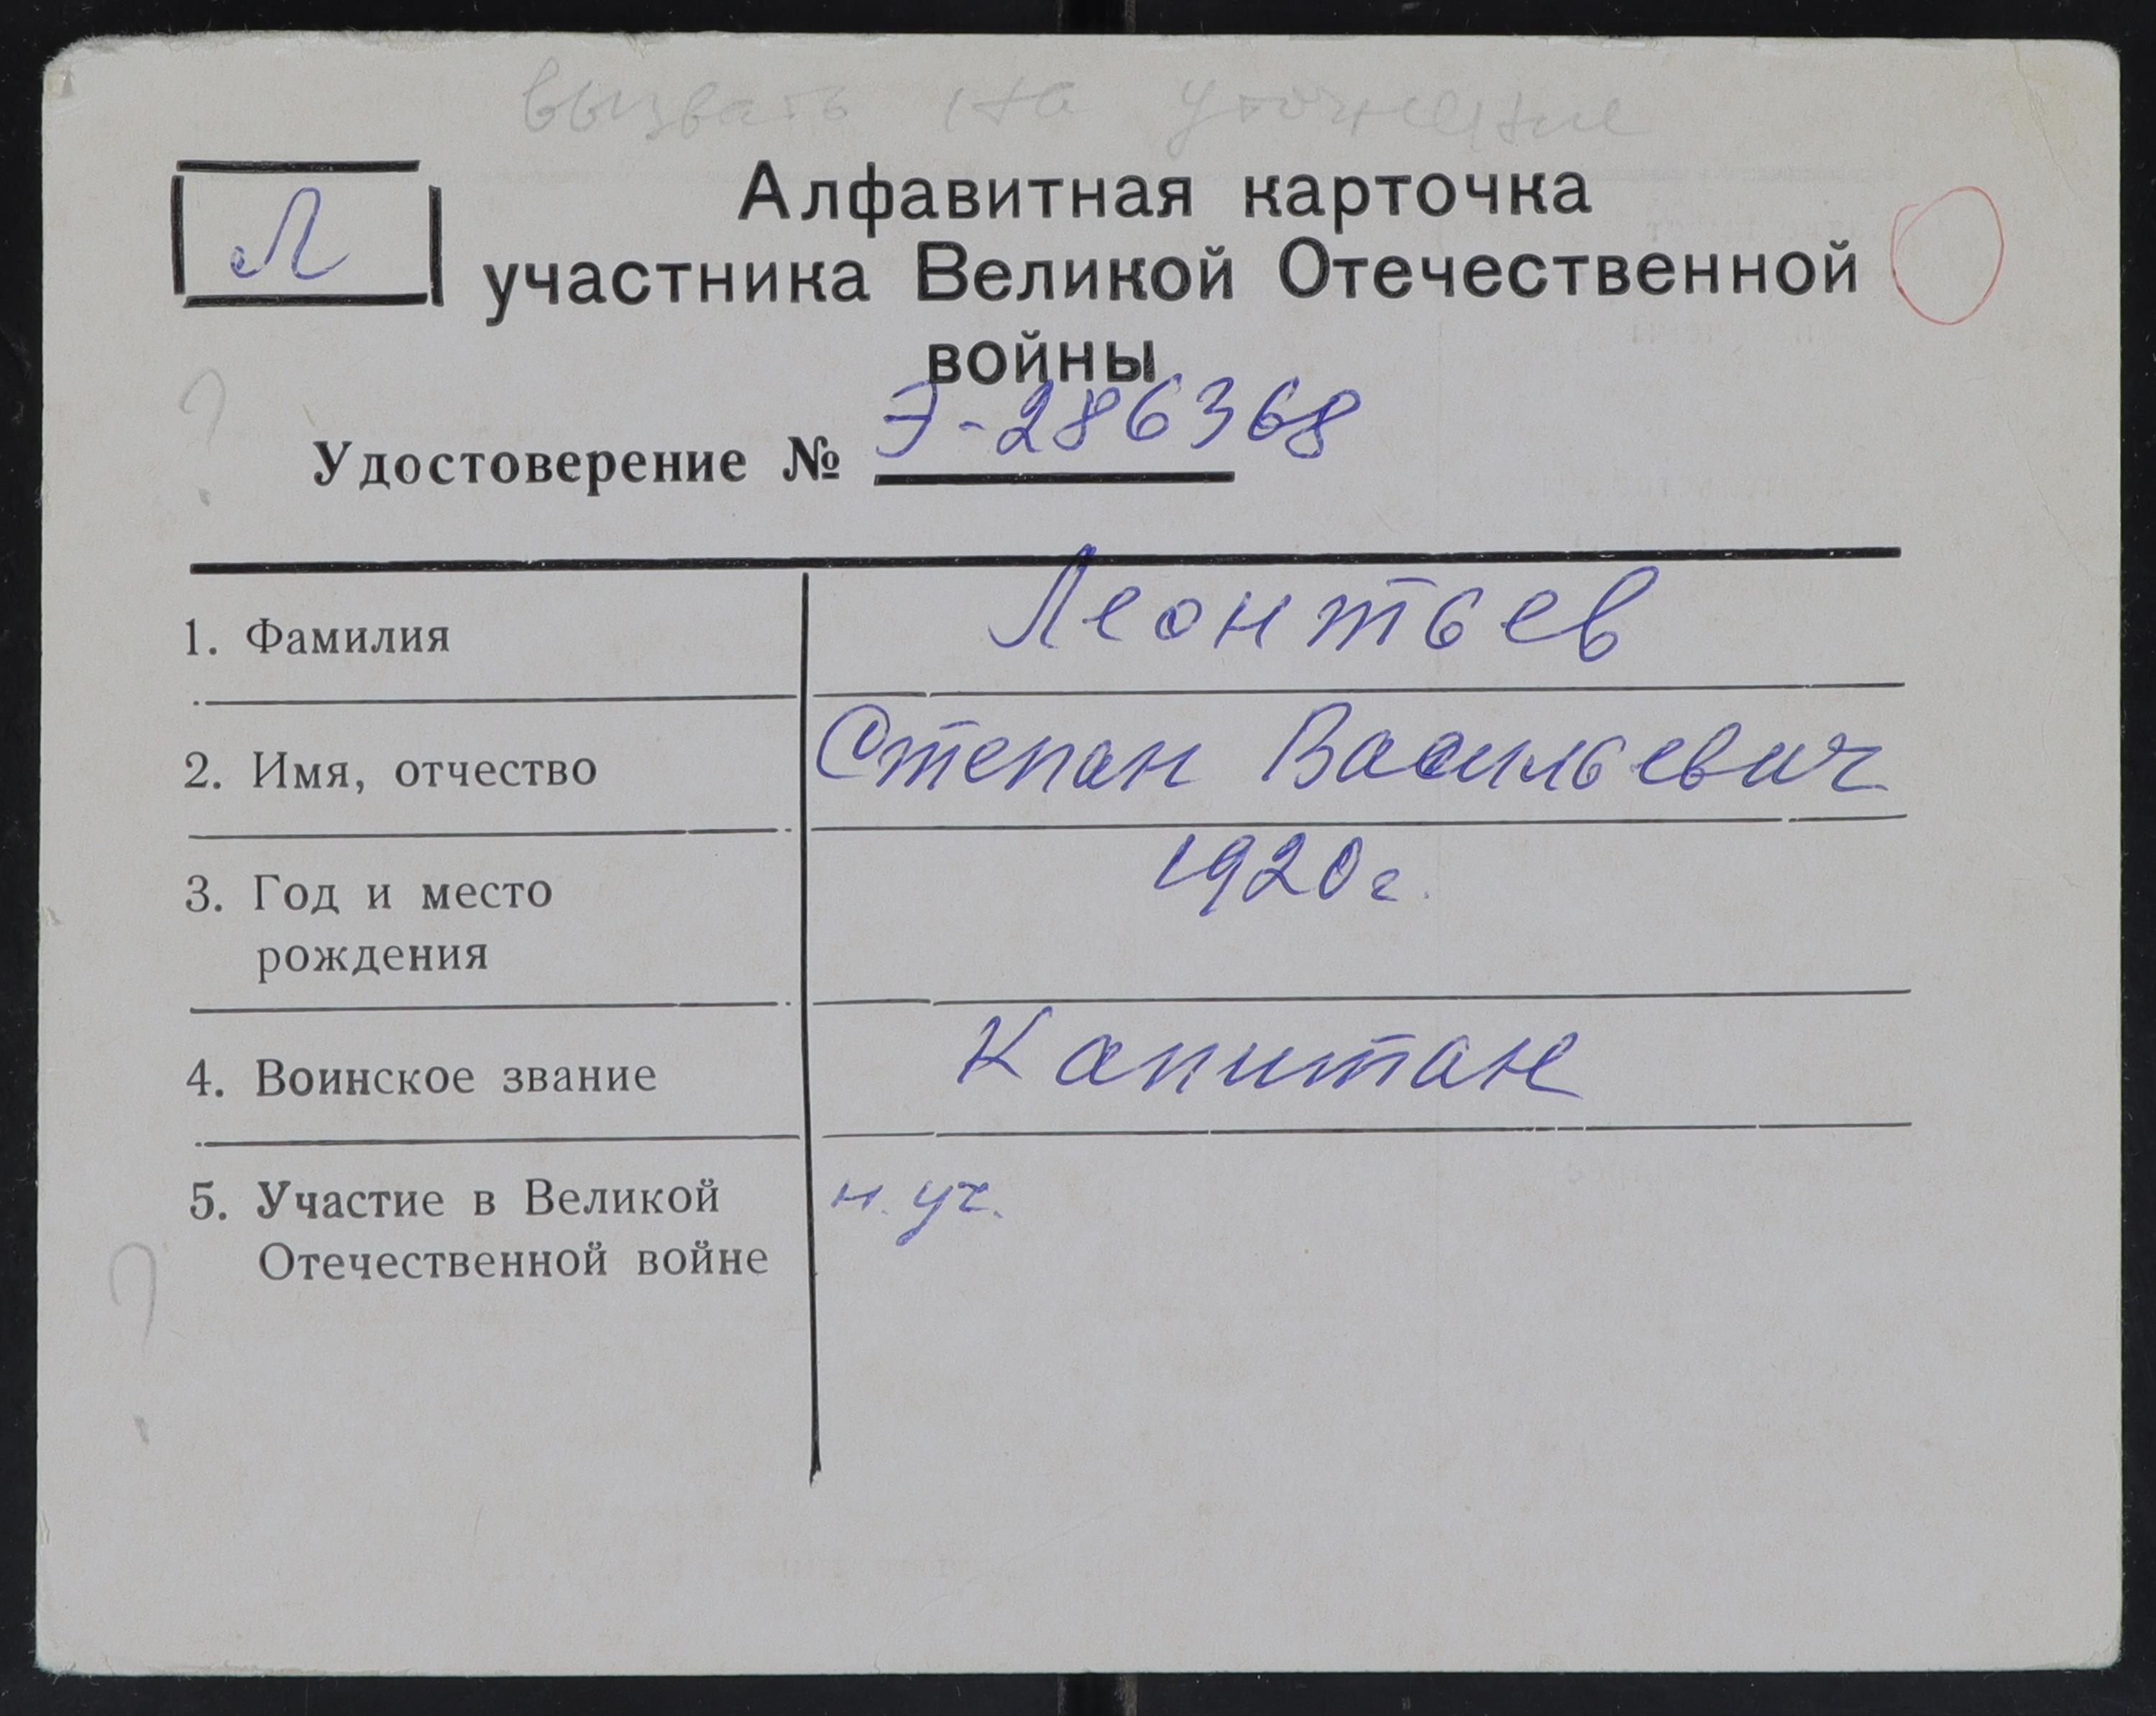 вызвать на уточнение
Л
Алфавитная карточка
участника Великой Отечественной
войны
Удостоверение № Э-286368
1. Фамилия Леонтьев
2. Имя, отчество Степан Васильевич
3. Год и место 1920 г.
рождения
4. Воинское звание Капитан
5. Участие в Великой н. уч.
Отечественной войне
?
?